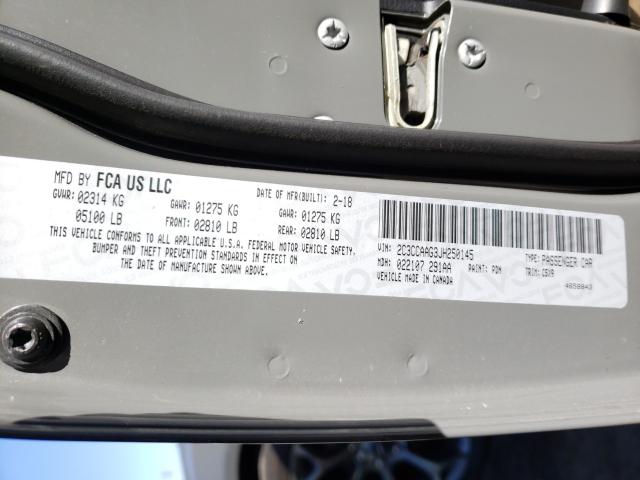 MFD BY FCA US LLC
DATE OF MFR(BUILT): 2-18
GVWR: 02314 KG
05100 LB
GAWR: 01275 KG
FRONT: 02810 LB
GAWR: 01275 KG
REAR: 02810 LB
THIS VEHICLE CONFORMS TO ALL APPLICABLE U.S.A. FEDERAL MOTOR VEHICLE SAFETY,
BUMPER AND THEFT PREVENTION STANDARDS IN EFFECT
ON THE DATE OF MANUFACTURE SHOWN ABOVE.
VIN: 2C3CCAAG3JH250145
TYPE: PASSENGER CAR
MDH: 022107 291AA
PAINT: PDN
TRIM: C5X9
VEHICLE MADE IN CANADA
4658843